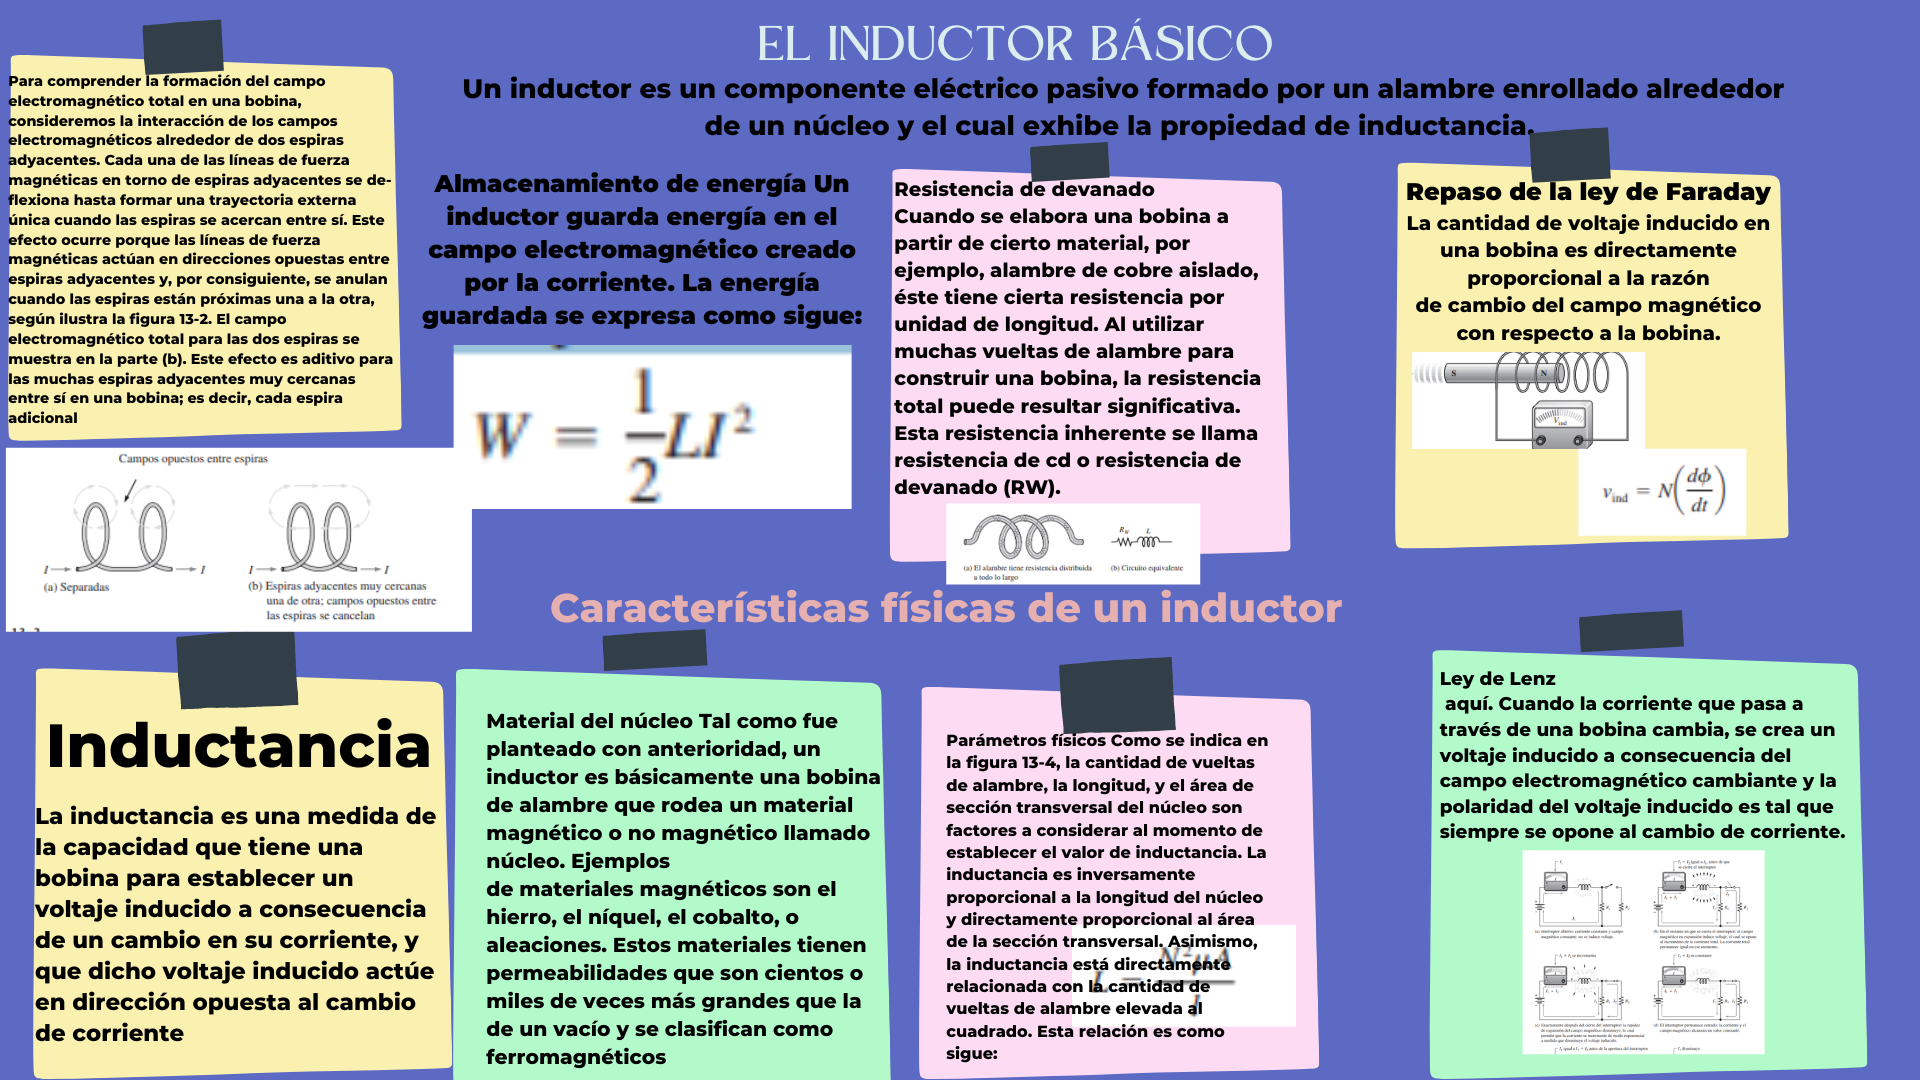 EL INDUCTOR BÁSICO
Un inductor es un componente eléctrico pasivo formado por un alambre enrollado alrededor
de un núcleo y el cual exhibe la propiedad de inductancia.
Para comprender la formación del campo
electromagnético total en una bobina,
consideremos la interacción de los campos
electromagnéticos alrededor de dos espiras
adyacentes. Cada una de las líneas de fuerza
magnéticas en torno de espiras adyacentes se de-
flexiona hasta formar una trayectoria externa
única cuando las espiras se acercan entre sí. Este
efecto ocurre porque las líneas de fuerza
magnéticas actúan en direcciones opuestas entre
espiras adyacentes y, por consiguiente, se anulan
cuando las espiras están próximas una a la otra,
según ilustra la figura 13-2. El campo
electromagnético total para las dos espiras se
muestra en la parte (b). Este efecto es aditivo para
las muchas espiras adyacentes muy cercanas
entre sí en una bobina; es decir, cada espira
adicional
Campos opuestos entre espiras
I I I I
(a) Separadas
(b) Espiras adyacentes muy cercanas
una de otra; campos opuestos entre
las espiras se cancelan
Almacenamiento de energía Un
inductor guarda energía en el
campo electromagnético creado
por la corriente. La energía
guardada se expresa como sigue:
W = 1/2 LI²
Resistencia de devanado
Cuando se elabora una bobina a
partir de cierto material, por
ejemplo, alambre de cobre aislado,
éste tiene cierta resistencia por
unidad de longitud. Al utilizar
muchas vueltas de alambre para
construir una bobina, la resistencia
total puede resultar significativa.
Esta resistencia inherente se llama
resistencia de cd o resistencia de
devanado (RW).
R_W L
(a) El alambre tiene resistencia distribuida
a todo lo largo
(b) Circuito equivalente
Repaso de la ley de Faraday
La cantidad de voltaje inducido en
una bobina es directamente
proporcional a la razón
de cambio del campo magnético
con respecto a la bobina.
S N
V_ind
v_ind = N(dϕ/dt)
Características físicas de un inductor
Inductancia
La inductancia es una medida de
la capacidad que tiene una
bobina para establecer un
voltaje inducido a consecuencia
de un cambio en su corriente, y
que dicho voltaje inducido actúe
en dirección opuesta al cambio
de corriente
Material del núcleo Tal como fue
planteado con anterioridad, un
inductor es básicamente una bobina
de alambre que rodea un material
magnético o no magnético llamado
núcleo. Ejemplos
de materiales magnéticos son el
hierro, el níquel, el cobalto, o
aleaciones. Estos materiales tienen
permeabilidades que son cientos o
miles de veces más grandes que la
de un vacío y se clasifican como
ferromagnéticos
Parámetros físicos Como se indica en
la figura 13-4, la cantidad de vueltas
de alambre, la longitud, y el área de
sección transversal del núcleo son
factores a considerar al momento de
establecer el valor de inductancia. La
inductancia es inversamente
proporcional a la longitud del núcleo
y directamente proporcional al área
de la sección transversal. Asimismo,
la inductancia está directamente
relacionada con la cantidad de
vueltas de alambre elevada al
cuadrado. Esta relación es como
sigue:
L = N²μA/l
Ley de Lenz
aquí. Cuando la corriente que pasa a
través de una bobina cambia, se crea un
voltaje inducido a consecuencia del
campo electromagnético cambiante y la
polaridad del voltaje inducido es tal que
siempre se opone al cambio de corriente.